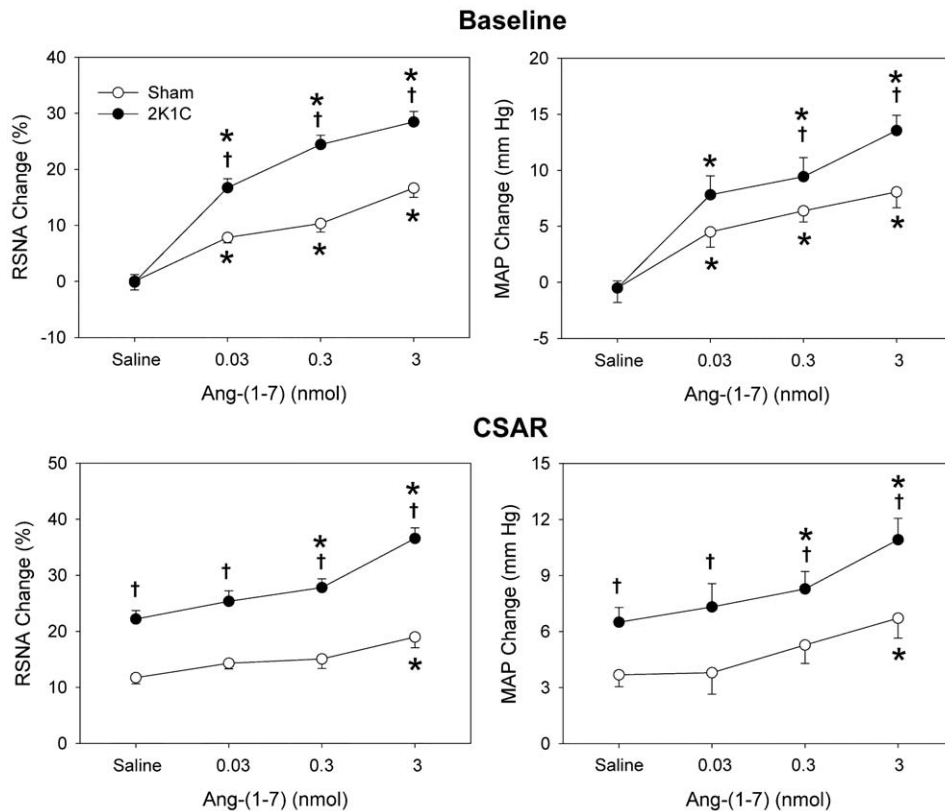 Baseline
40
30
20
10
0
-10
RSNA Change (%)
Sham
2K1C
* * *
† † †
* * *
Saline 0.03 0.3 3
Ang-(1-7) (nmol)
20
15
10
5
0
-5
MAP Change (mm Hg)
* * *
† †
* * *
Saline 0.03 0.3 3
Ang-(1-7) (nmol)
CSAR
50
40
30
20
10
0
RSNA Change (%)
* *
† † † †
*
Saline 0.03 0.3 3
Ang-(1-7) (nmol)
15
12
9
6
3
0
MAP Change (mm Hg)
* *
† † † †
*
Saline 0.03 0.3 3
Ang-(1-7) (nmol)